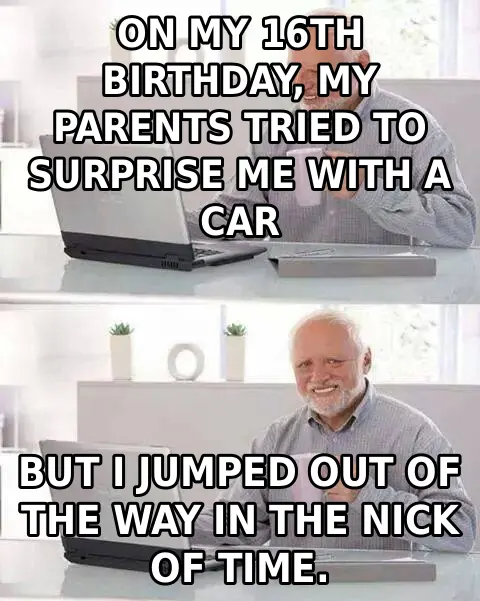 ON MY 16TH
BIRTHDAY, MY
PARENTS TRIED TO
SURPRISE ME WITH A
CAR
BUT I JUMPED OUT OF
THE WAY IN THE NICK
OF TIME.